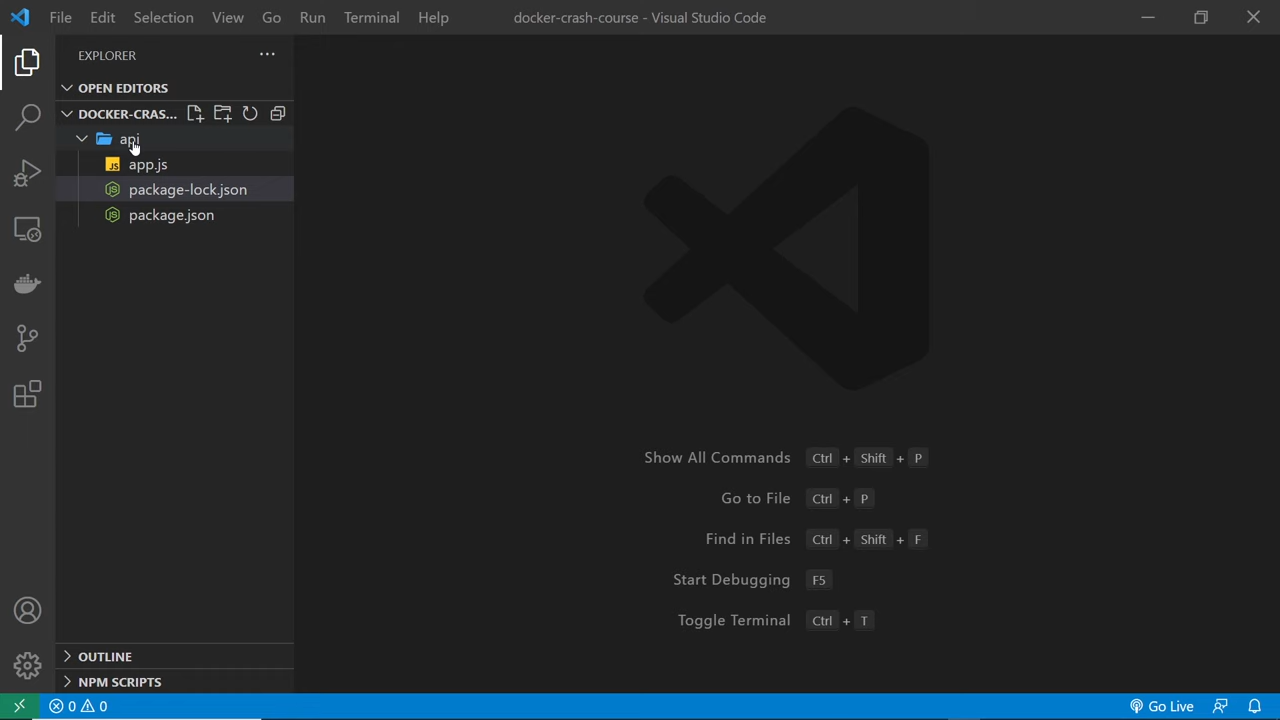 File Edit Selection View Go Run Terminal Help docker-crash-course - Visual Studio Code
EXPLORER
OPEN EDITORS
DOCKER-CRAS...
api
JS app.js
package-lock.json
package.json
Show All Commands Ctrl + Shift + P
Go to File Ctrl + P
Find in Files Ctrl + Shift + F
Start Debugging F5
Toggle Terminal Ctrl + T
OUTLINE
NPM SCRIPTS
0 0 Go Live